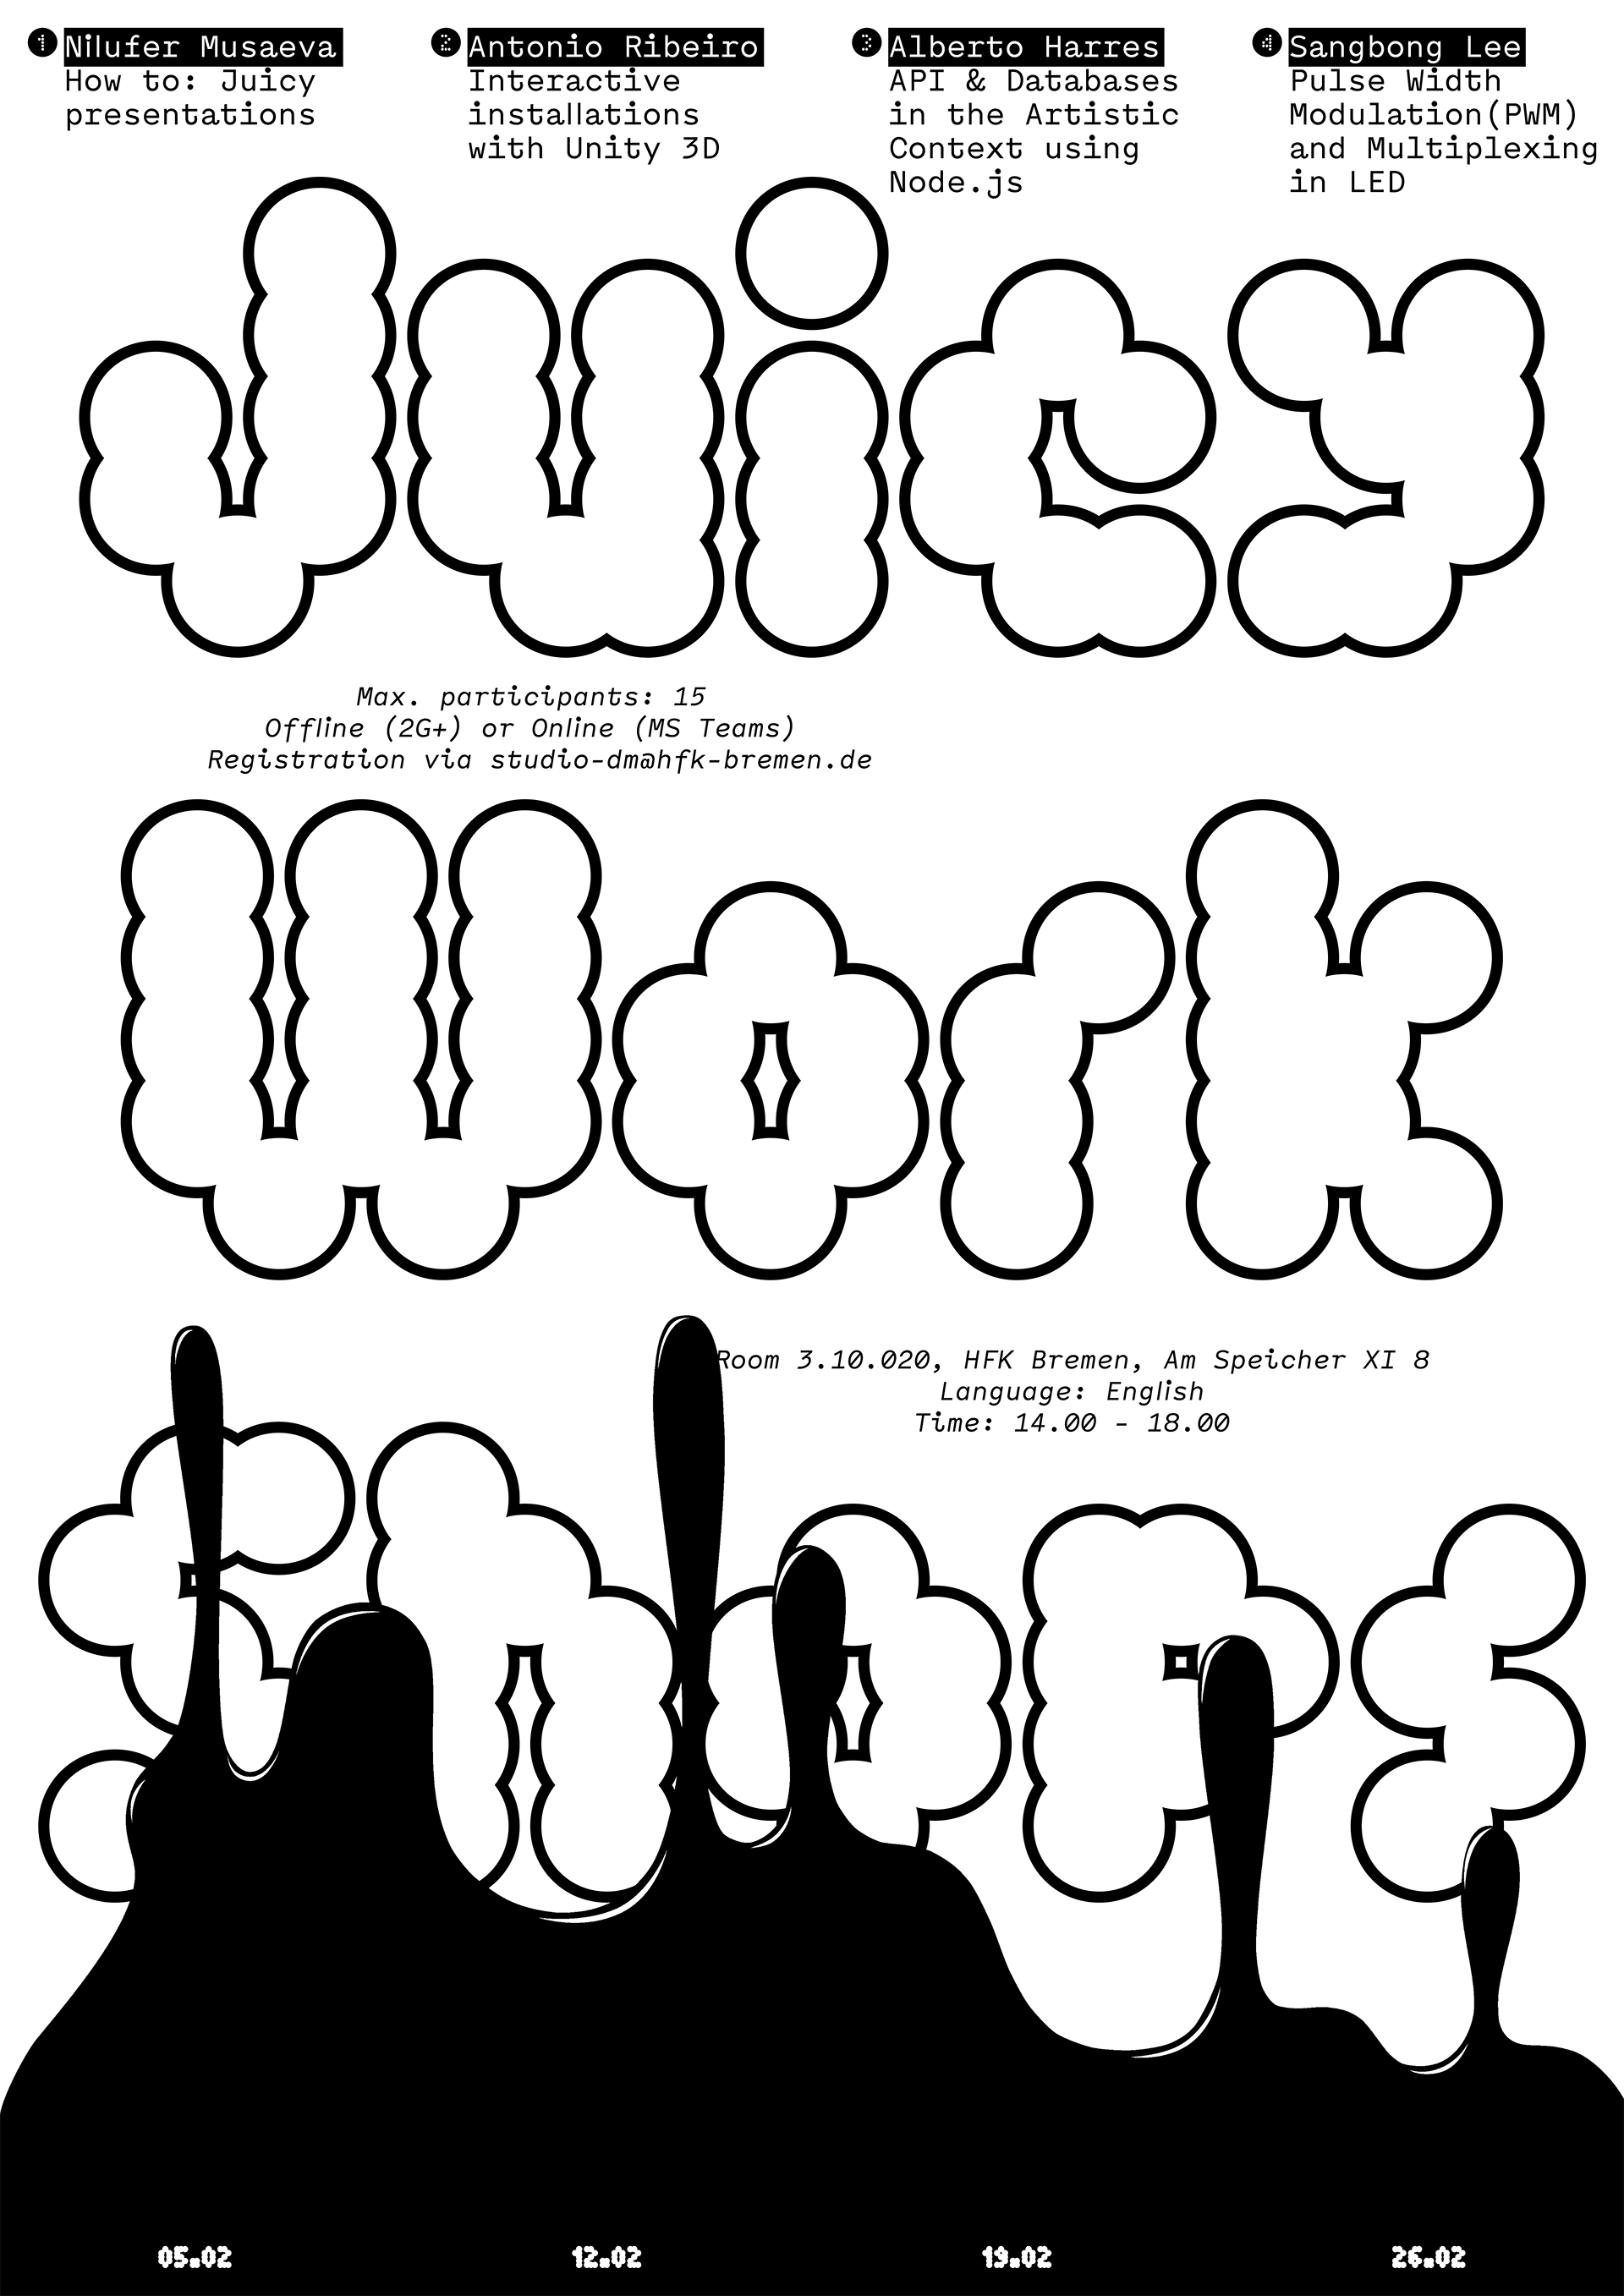 1 Nilufer Musaeva
How to: Juicy
presentations
2 Antonio Ribeiro
Interactive
installations
with Unity 3D
3 Alberto Harres
API & Databases
in the Artistic
Context using
Node.js
4 Sangbong Lee
Pulse Width
Modulation(PWM)
and Multiplexing
in LED
Juicy
Max. participants: 15
Offline (2G+) or Online (MS Teams)
Registration via studio-dm@hfk-bremen.de
Work
Room 3.10.020, HFK Bremen, Am Speicher XI 8
Language: English
Time: 14.00 - 18.00
shops
05.02
12.02
19.02
26.02